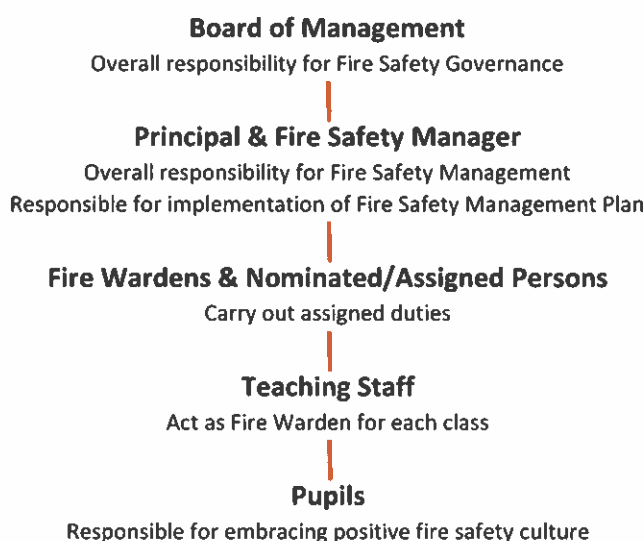 Board of Management
Overall responsibility for Fire Safety Governance
Principal & Fire Safety Manager
Overall responsibility for Fire Safety Management
Responsible for implementation of Fire Safety Management Plan
Fire Wardens & Nominated/Assigned Persons
Carry out assigned duties
Teaching Staff
Act as Fire Warden for each class
Pupils
Responsible for embracing positive fire safety culture